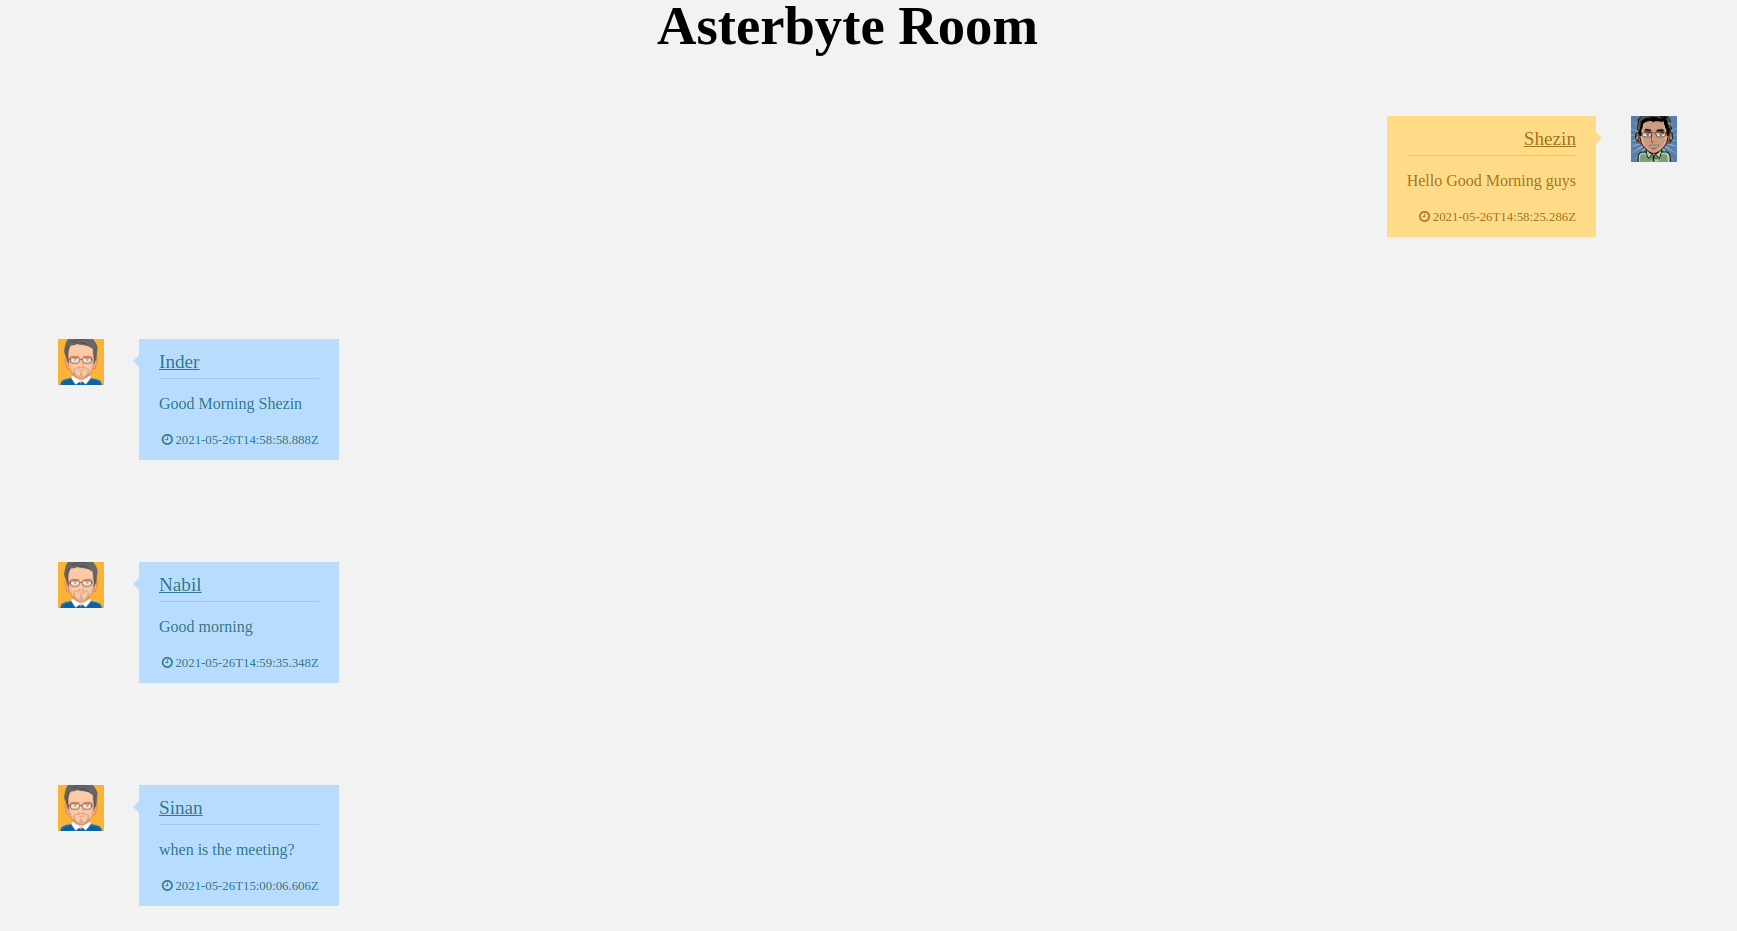 Asterbyte Room
Shezin
Hello Good Morning guys
2021-05-26T14:58:25.286Z
Inder
Good Morning Shezin
2021-05-26T14:58:58.888Z
Nabil
Good morning
2021-05-26T14:59:35.348Z
Sinan
when is the meeting?
2021-05-26T15:00:06.606Z